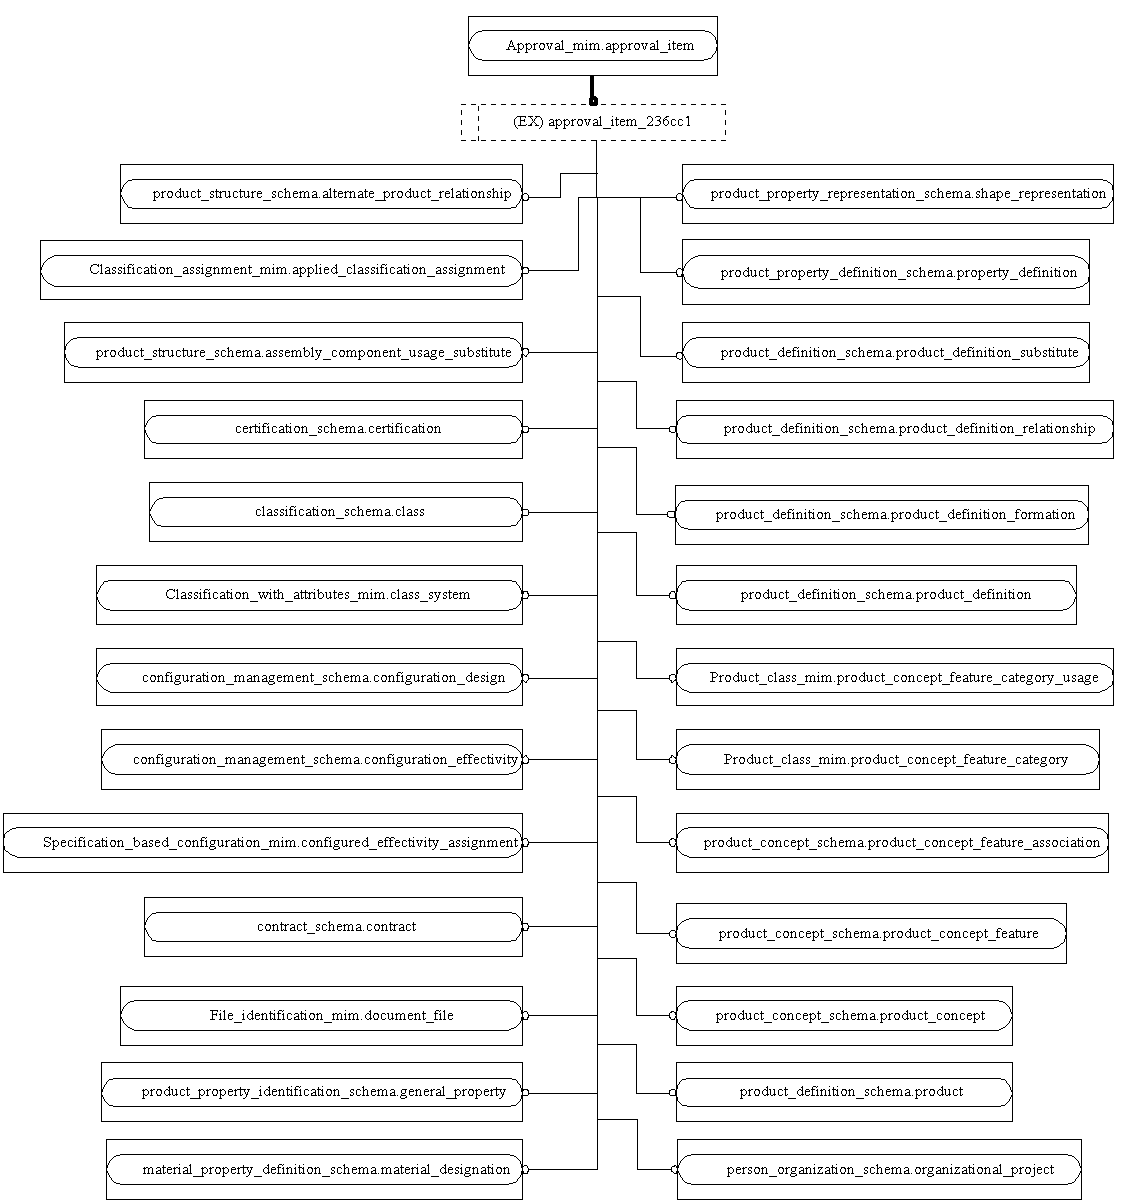 Approval_mim.approval_item
(EX) approval_item_236cc1
product_structure_schema.alternate_product_relationship
product_property_representation_schema.shape_representation
Classification_assignment_mim.applied_classification_assignment
product_property_definition_schema.property_definition
product_structure_schema.assembly_component_usage_substitute
product_definition_schema.product_definition_substitute
certification_schema.certification
product_definition_schema.product_definition_relationship
classification_schema.class
product_definition_schema.product_definition_formation
Classification_with_attributes_mim.class_system
product_definition_schema.product_definition
configuration_management_schema.configuration_design
Product_class_mim.product_concept_feature_category_usage
configuration_management_schema.configuration_effectivity
Product_class_mim.product_concept_feature_category
Specification_based_configuration_mim.configured_effectivity_assignment
product_concept_schema.product_concept_feature_association
contract_schema.contract
product_concept_schema.product_concept_feature
File_identification_mim.document_file
product_concept_schema.product_concept
product_property_identification_schema.general_property
product_definition_schema.product
material_property_definition_schema.material_designation
person_organization_schema.organizational_project